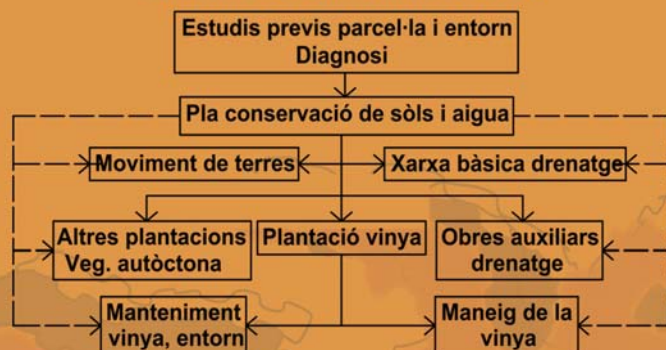 Estudis previs parcel·la i entorn
Diagnosi
Pla conservació de sòls i aigua
Moviment de terres
Xarxa bàsica drenatge
Altres plantacions
Veg. autòctona
Plantació vinya
Obres auxiliars
drenatge
Manteniment
vinya, entorn
Maneig de la
vinya